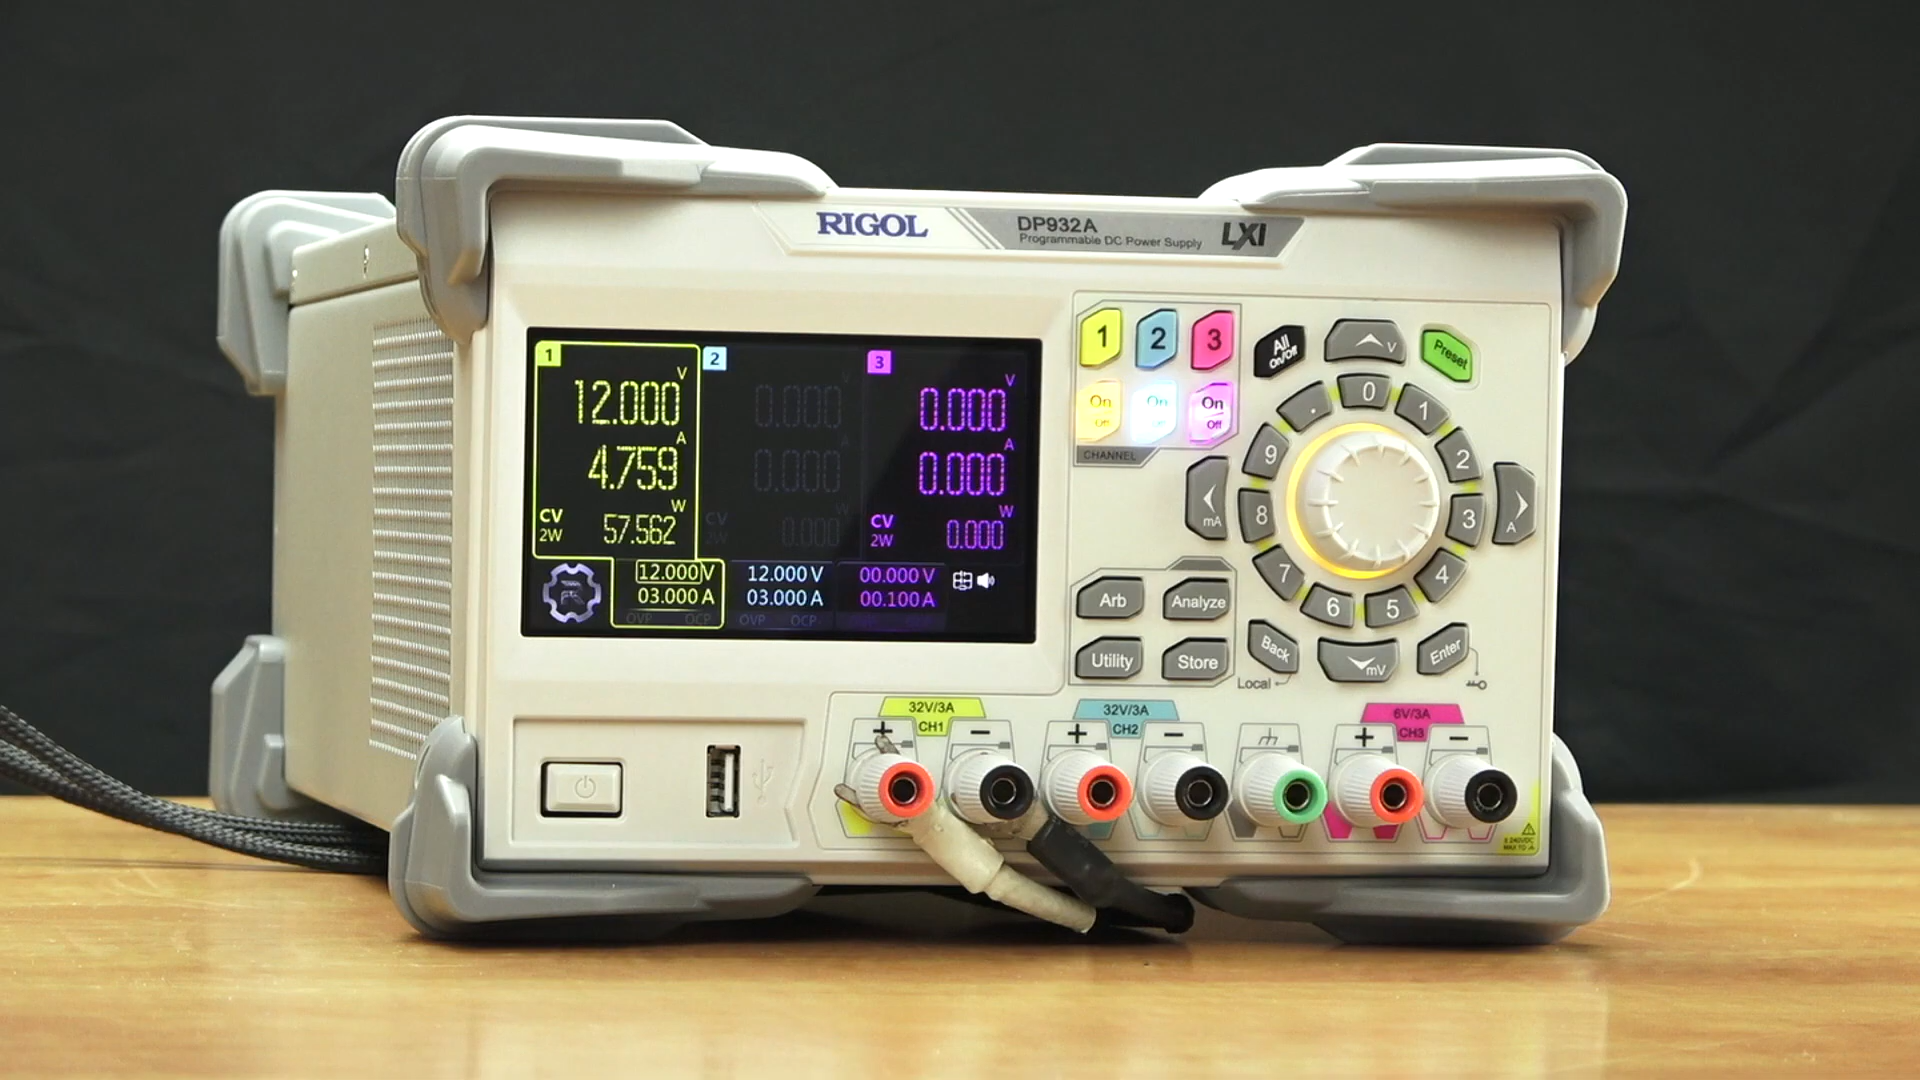 RIGOL
DP932A
Programmable DC Power Supply
LXI
1
V
12.000
A
4.759
W
CV
2W
57.562
2
V
0.000
A
0.000
W
CV
2W
0.000
3
V
0.000
A
0.000
W
CV
2W
0.000
12.000V
03.000 A
OVP OCP
12.000 V
03.000 A
OVP OCP
00.000 V
00.100 A
1 2 3
On Off
On Off
On Off
CHANNEL
All On/Off
V
Preset
.
0
1
2
3
4
5
6
7
8
9
mA
A
Arb
Analyze
Utility
Store
Back
Local
mV
Enter
32V/3A
CH1
+ −
32V/3A
CH2
+ −
6V/3A
CH3
+ −